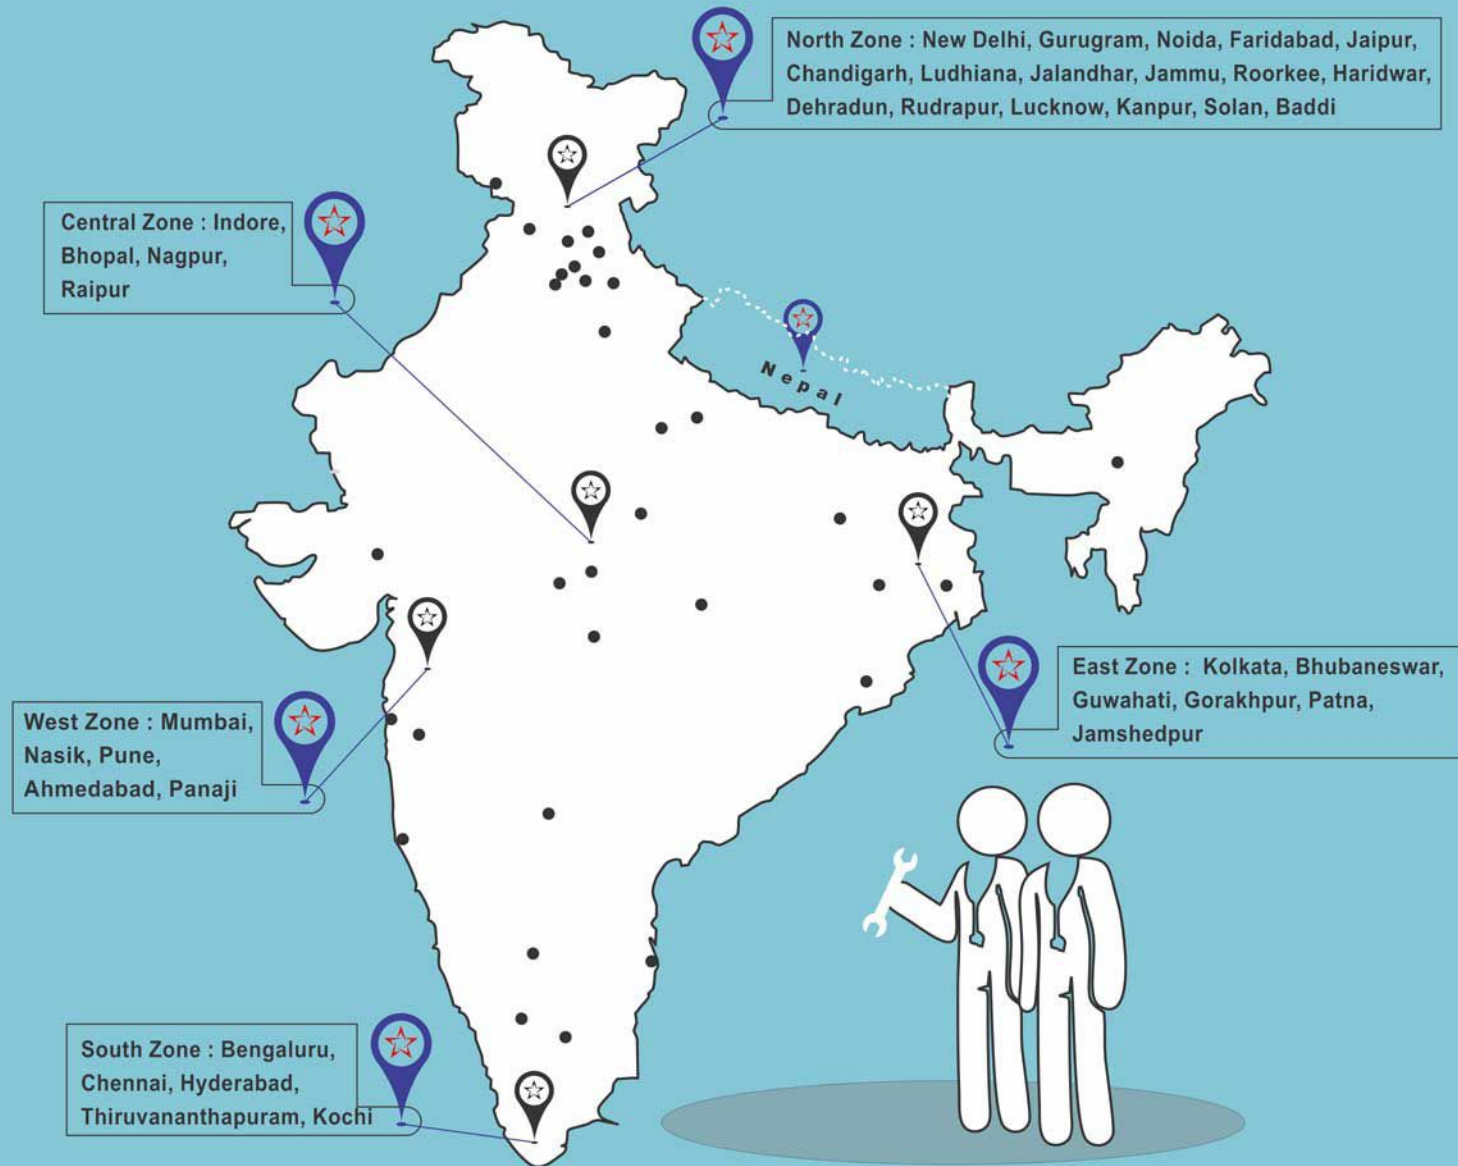 North Zone : New Delhi, Gurugram, Noida, Faridabad, Jaipur,
Chandigarh, Ludhiana, Jalandhar, Jammu, Roorkee, Haridwar,
Dehradun, Rudrapur, Lucknow, Kanpur, Solan, Baddi
Central Zone : Indore,
Bhopal, Nagpur,
Raipur
Nepal
East Zone : Kolkata, Bhubaneswar,
Guwahati, Gorakhpur, Patna,
Jamshedpur
West Zone : Mumbai,
Nasik, Pune,
Ahmedabad, Panaji
South Zone : Bengaluru,
Chennai, Hyderabad,
Thiruvananthapuram, Kochi